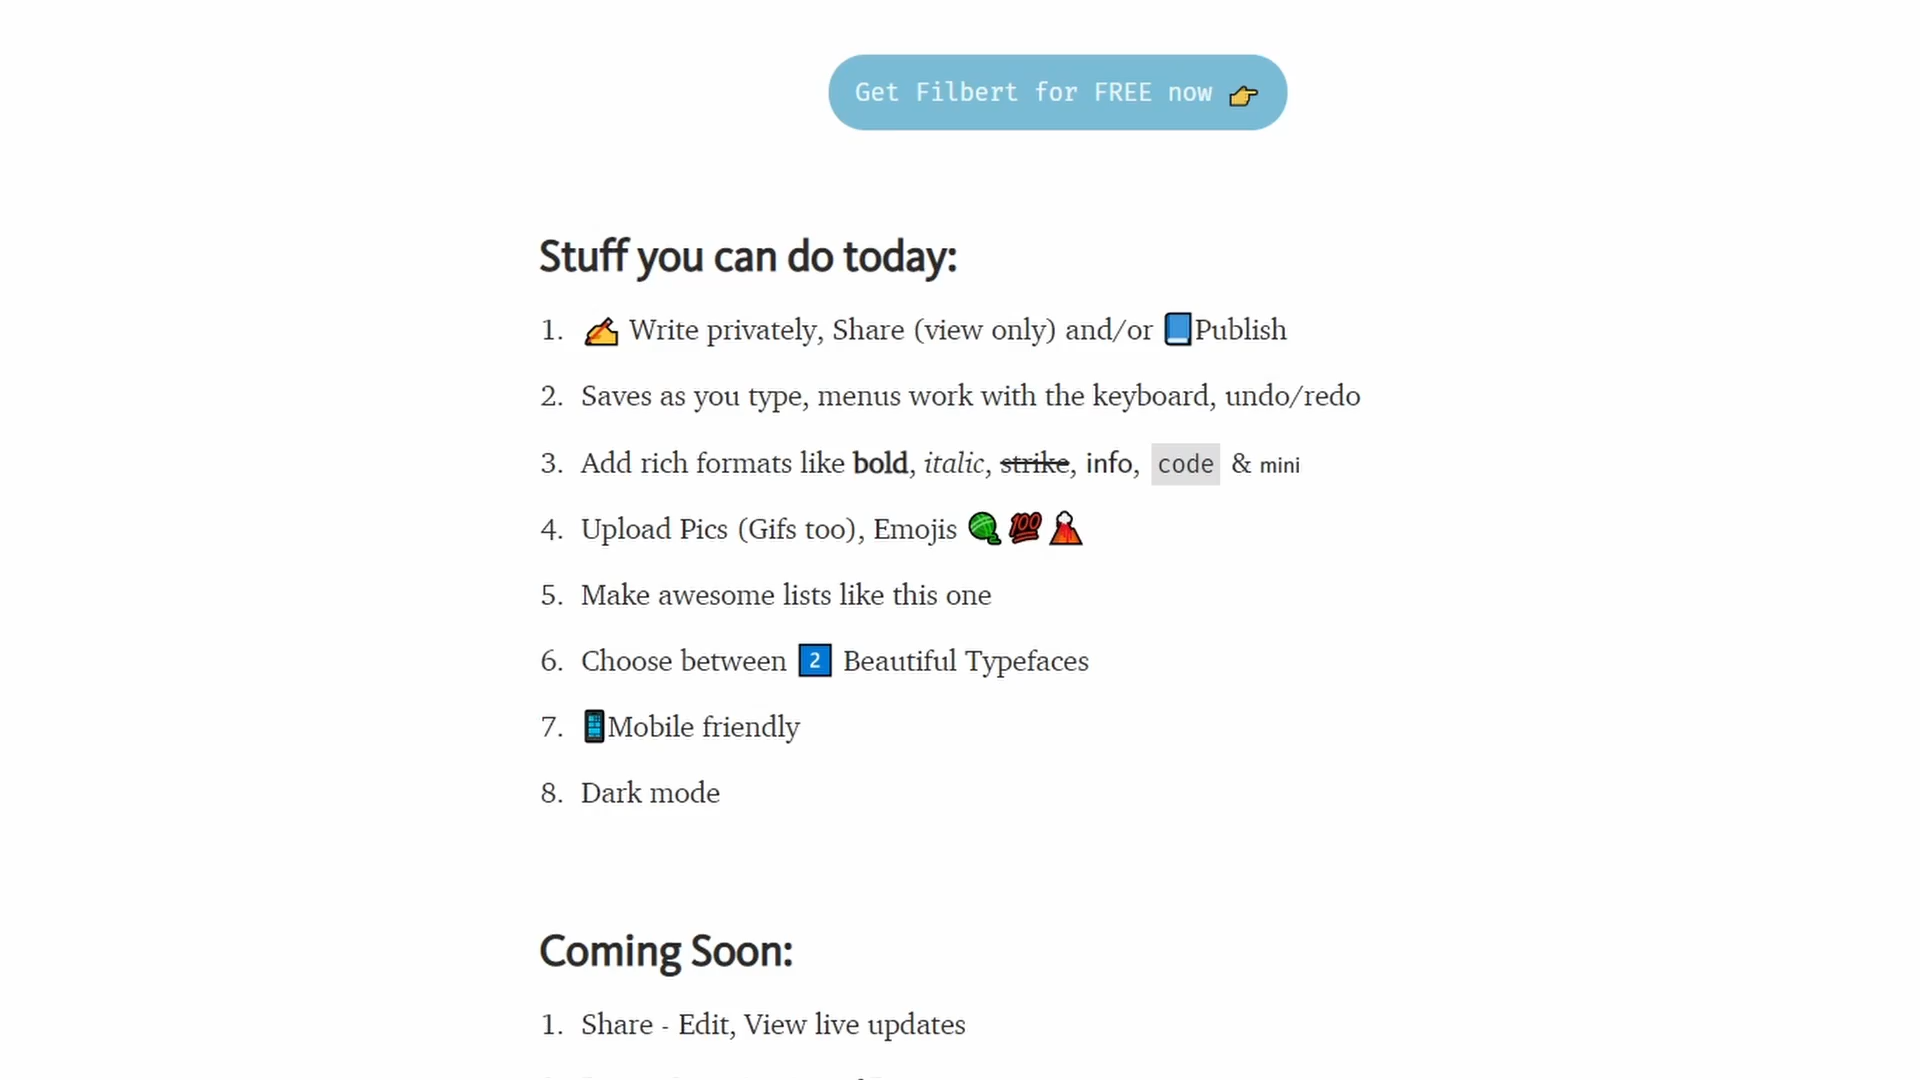 Get Filbert for FREE now 👉
Stuff you can do today:
1. ✍ Write privately, Share (view only) and/or 📘Publish
2. Saves as you type, menus work with the keyboard, undo/redo
3. Add rich formats like bold, italic, strike, info, code & mini
4. Upload Pics (Gifs too), Emojis 🧶💯🌋
5. Make awesome lists like this one
6. Choose between 2️⃣ Beautiful Typefaces
7. 📱Mobile friendly
8. Dark mode
Coming Soon:
1. Share - Edit, View live updates